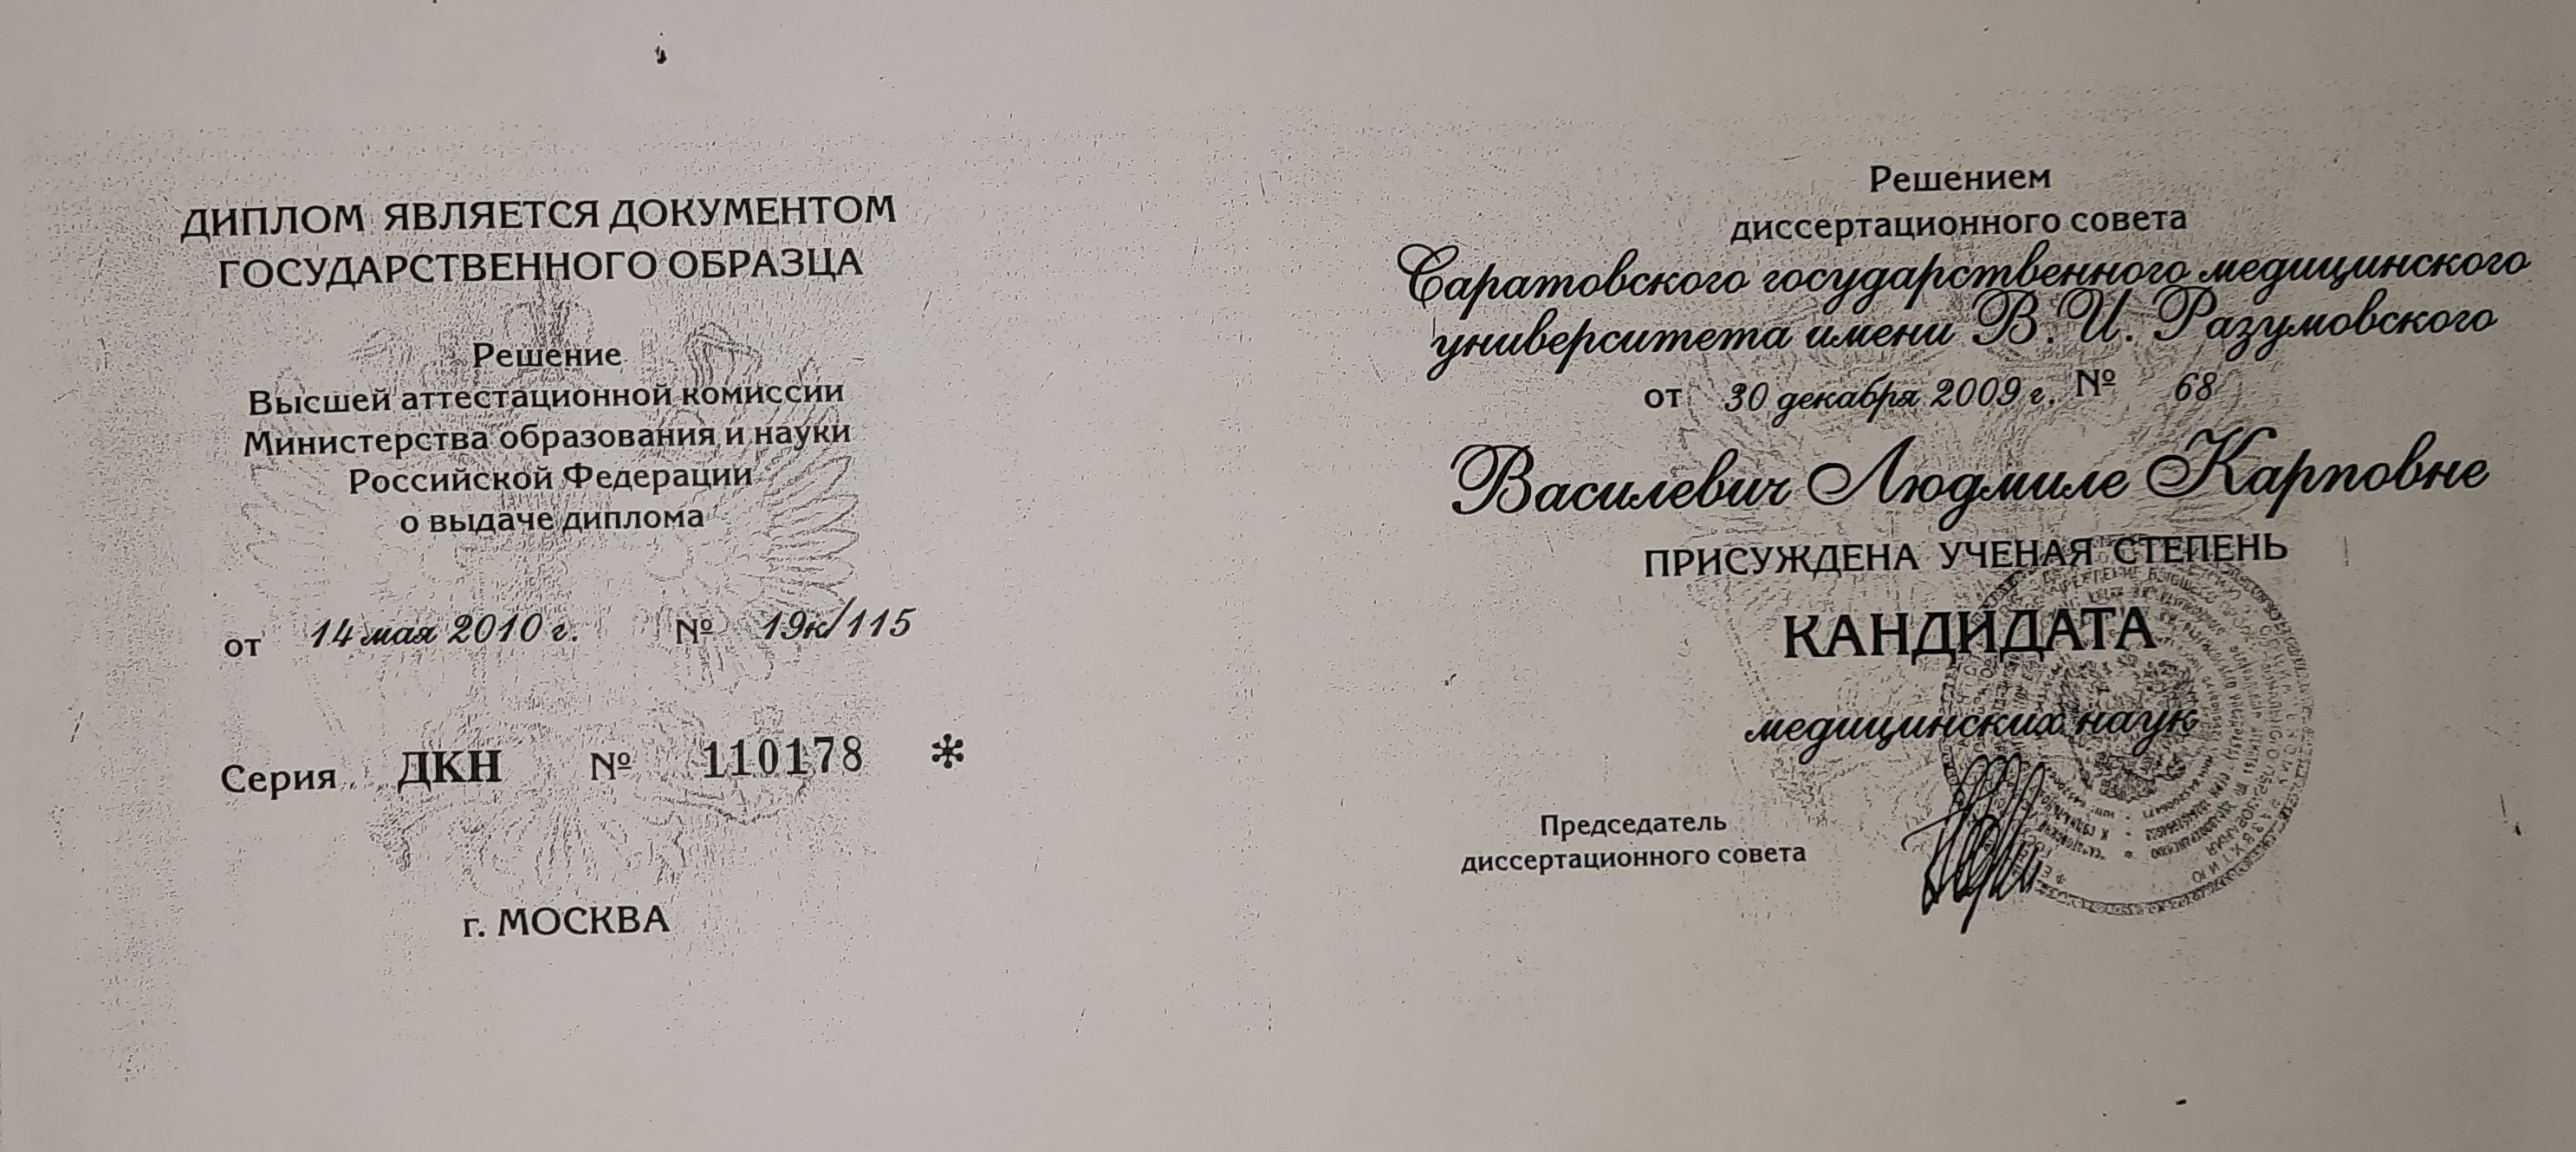 ДИПЛОМ ЯВЛЯЕТСЯ ДОКУМЕНТОМ
ГОСУДАРСТВЕННОГО ОБРАЗЦА
Решение
Высшей аттестационной комиссии
Министерства образования и науки
Российской Федерации
о выдаче диплома
от 14 мая 2010 г. № 19к/115
Серия ДКН № 110178 *
г. МОСКВА
Решением
диссертационного совета
Саратовского государственного медицинского
университета имени В. И. Разумовского
от 30 декабря 2009 г. № 68
Василевич Людмиле Карповне
ПРИСУЖДЕНА УЧЕНАЯ СТЕПЕНЬ
КАНДИДАТА
медицинских наук
Председатель
диссертационного совета